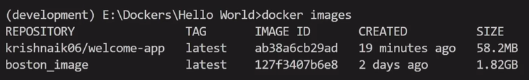 (development) E:\Dockers\Hello World>docker images
REPOSITORY TAG IMAGE ID CREATED SIZE
krishnaik06/welcome-app latest ab38a6cb29ad 19 minutes ago 58.2MB
boston_image latest 127f3407b6e8 2 days ago 1.82GB